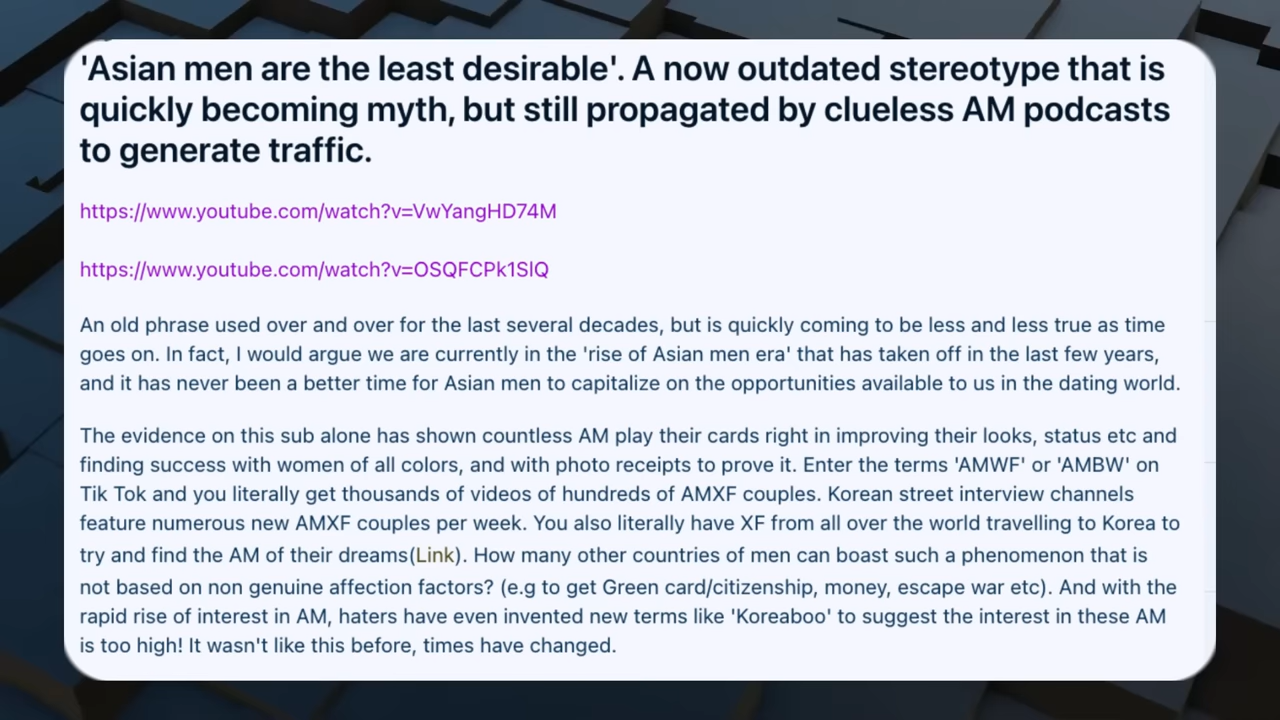 'Asian men are the least desirable'. A now outdated stereotype that is
quickly becoming myth, but still propagated by clueless AM podcasts
to generate traffic.
https://www.youtube.com/watch?v=VwYangHD74M
https://www.youtube.com/watch?v=OSQFCPk1SlQ
An old phrase used over and over for the last several decades, but is quickly coming to be less and less true as time
goes on. In fact, I would argue we are currently in the 'rise of Asian men era' that has taken off in the last few years,
and it has never been a better time for Asian men to capitalize on the opportunities available to us in the dating world.
The evidence on this sub alone has shown countless AM play their cards right in improving their looks, status etc and
finding success with women of all colors, and with photo receipts to prove it. Enter the terms 'AMWF' or 'AMBW' on
Tik Tok and you literally get thousands of videos of hundreds of AMXF couples. Korean street interview channels
feature numerous new AMXF couples per week. You also literally have XF from all over the world travelling to Korea to
try and find the AM of their dreams(Link). How many other countries of men can boast such a phenomenon that is
not based on non genuine affection factors? (e.g to get Green card/citizenship, money, escape war etc). And with the
rapid rise of interest in AM, haters have even invented new terms like 'Koreaboo' to suggest the interest in these AM
is too high! It wasn't like this before, times have changed.